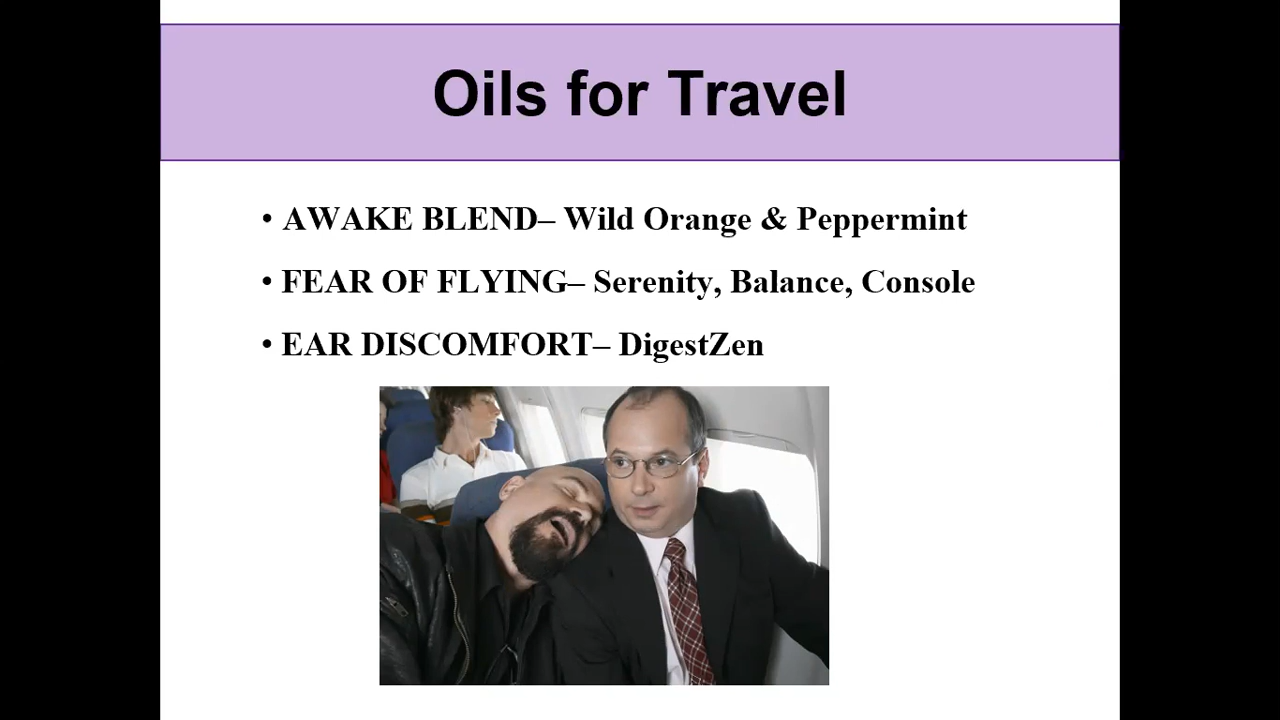 Oils for Travel
• AWAKE BLEND– Wild Orange & Peppermint
• FEAR OF FLYING– Serenity, Balance, Console
• EAR DISCOMFORT– DigestZen